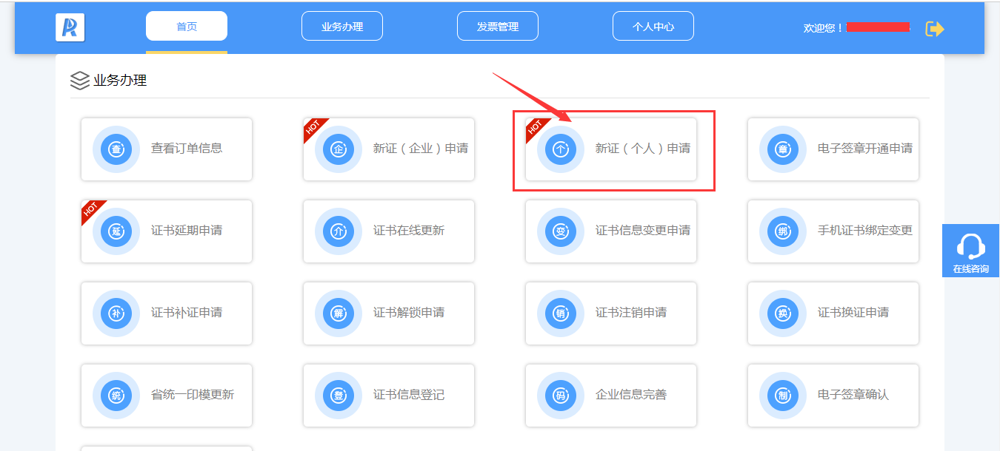 首页
业务办理
发票管理
个人中心
欢迎您！
业务办理
查
查看订单信息
HOT
企
新证（企业）申请
HOT
个
新证（个人）申请
章
电子签章开通申请
HOT
延
证书延期申请
介
证书在线更新
变
证书信息变更申请
绑
手机证书绑定变更
在线咨询
补
证书补证申请
解
证书解锁申请
销
证书注销申请
换
证书换证申请
统
省统一印模更新
登
证书信息登记
码
企业信息完善
制
电子签章确认